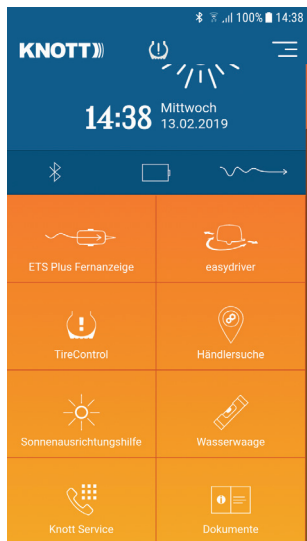 100% 14:38
KNOTT
14:38
Mittwoch
13.02.2019
ETS Plus Fernanzeige
easydriver
TireControl
Händlersuche
Sonnenausrichtungshilfe
Wasserwaage
Knott Service
Dokumente